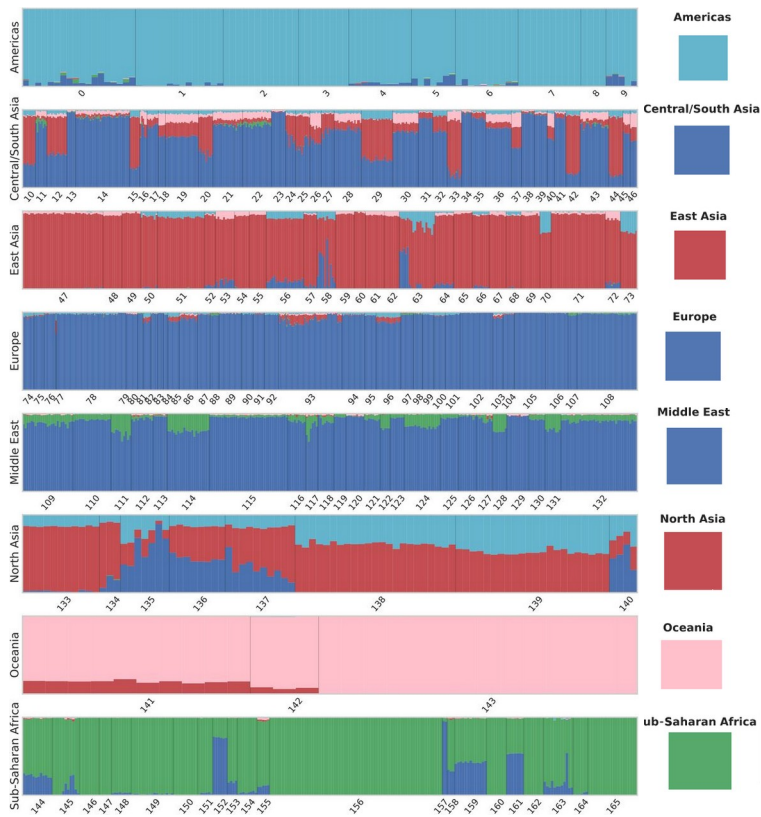 Americas
Americas
0 1 2 3 4 5 6 7 8 9
Central/South Asia
Central/South Asia
10 11 12 13 14 15 16 17 18 19 20 21 22 23 24 25 26 27 28 29 30 31 32 33 34 35 36 37 38 39 40 41 42 43 44 45 46
East Asia
East Asia
47 48 49 50 51 52 53 54 55 56 57 58 59 60 61 62 63 64 65 66 67 68 69 70 71 72 73
Europe
Europe
74 75 76 77 78 79 80 81 82 83 84 85 86 87 88 89 90 91 92 93 94 95 96 97 98 99 100 101 102 103 104 105 106 107 108
Middle East
Middle East
109 110 111 112 113 114 115 116 117 118 119 120 121 122 123 124 125 126 127 128 129 130 131 132
North Asia
North Asia
133 134 135 136 137 138 139 140
Oceania
Oceania
141 142 143
Sub-Saharan Africa
ub-Saharan Africa
144 145 146 147 148 149 150 151 152 153 154 155 156 157 158 159 160 161 162 163 164 165